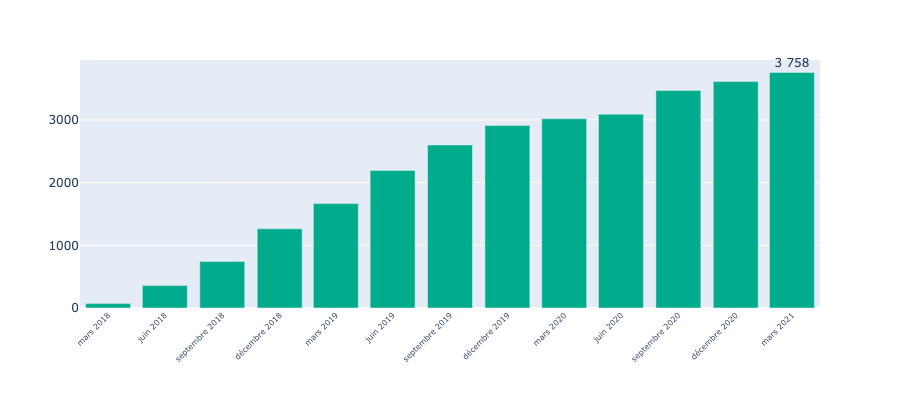 3 758
3000
2000
1000
0
mars 2018
juin 2018
septembre 2018
décembre 2018
mars 2019
juin 2019
septembre 2019
décembre 2019
mars 2020
juin 2020
septembre 2020
décembre 2020
mars 2021